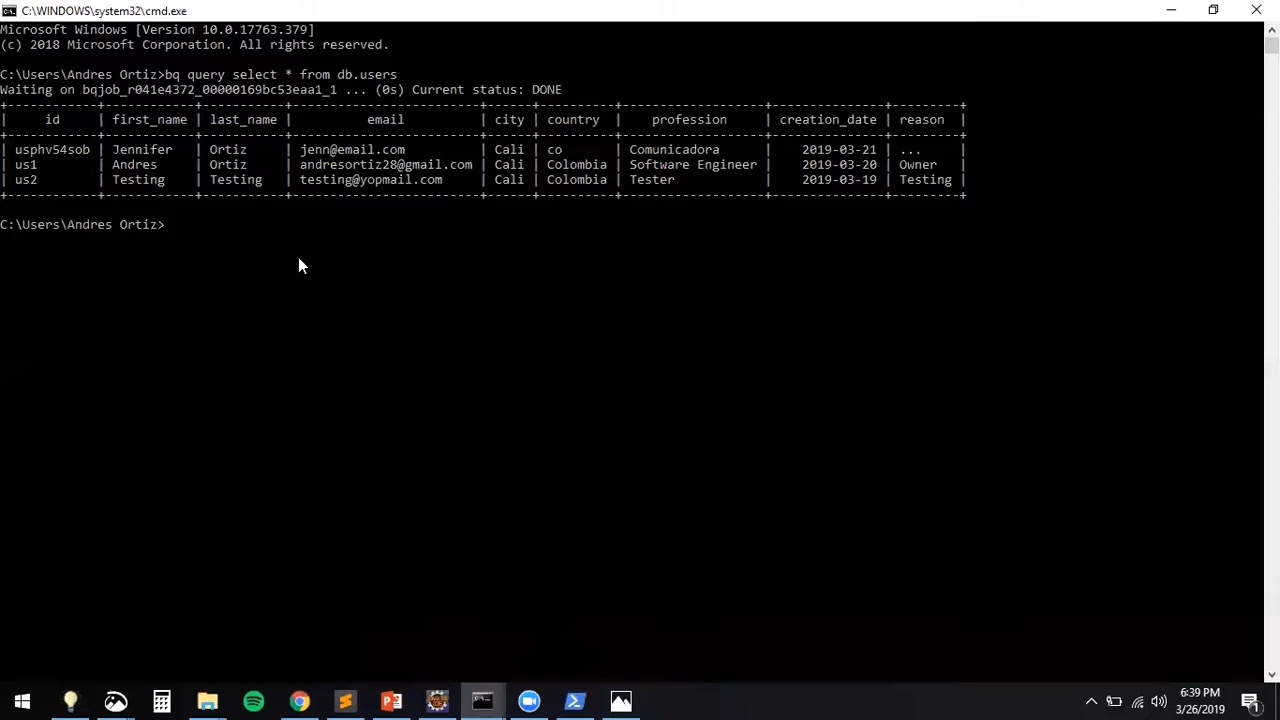 C:\WINDOWS\system32\cmd.exe
Microsoft Windows [Version 10.0.17763.379]
(c) 2018 Microsoft Corporation. All rights reserved.
C:\Users\Andres Ortiz>bq query select * from db.users
Waiting on bqjob_r041e4372_00000169bc53eaa1_1 ... (0s) Current status: DONE
+------------+------------+-----------+-------------------------+------+----------+-------------------+---------------+---------+
| id | first_name | last_name | email | city | country | profession | creation_date | reason |
+------------+------------+-----------+-------------------------+------+----------+-------------------+---------------+---------+
| usphv54sob | Jennifer | Ortiz | jenn@email.com | Cali | co | Comunicadora | 2019-03-21 | ... |
| us1 | Andres | Ortiz | andresortiz28@gmail.com | Cali | Colombia | Software Engineer | 2019-03-20 | Owner |
| us2 | Testing | Testing | testing@yopmail.com | Cali | Colombia | Tester | 2019-03-19 | Testing |
+------------+------------+-----------+-------------------------+------+----------+-------------------+---------------+---------+
C:\Users\Andres Ortiz>
6:39 PM
3/26/2019